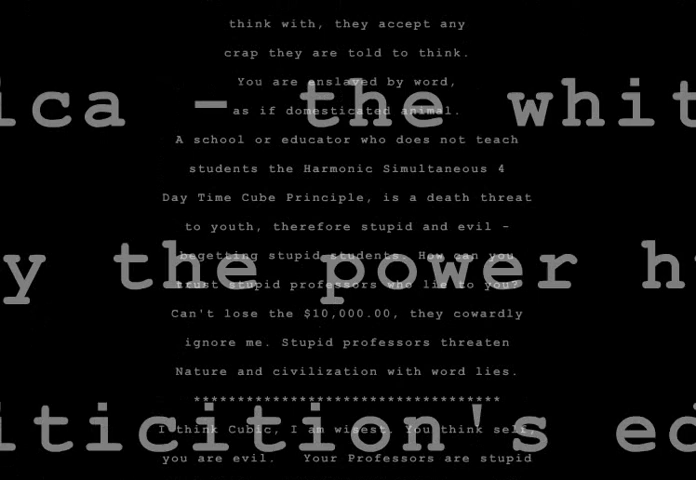 think with, they accept any
crap they are told to think.
You are enslaved by word,
ica - the whit
as if domesticated animal.
A school or educator who does not teach
students the Harmonic Simultaneous 4
Day Time Cube Principle, is a death threat
to youth, therefore stupid and evil -
begetting stupid students. How can you
y the power h
trust stupid professors who lie to you?
Can't lose the $10,000.00, they cowardly
ignore me. Stupid professors threaten
Nature and civilization with word lies.
***********************************
I think Cubic, I am wisest. You think self,
iticition's ed
you are evil. Your Professors are stupid